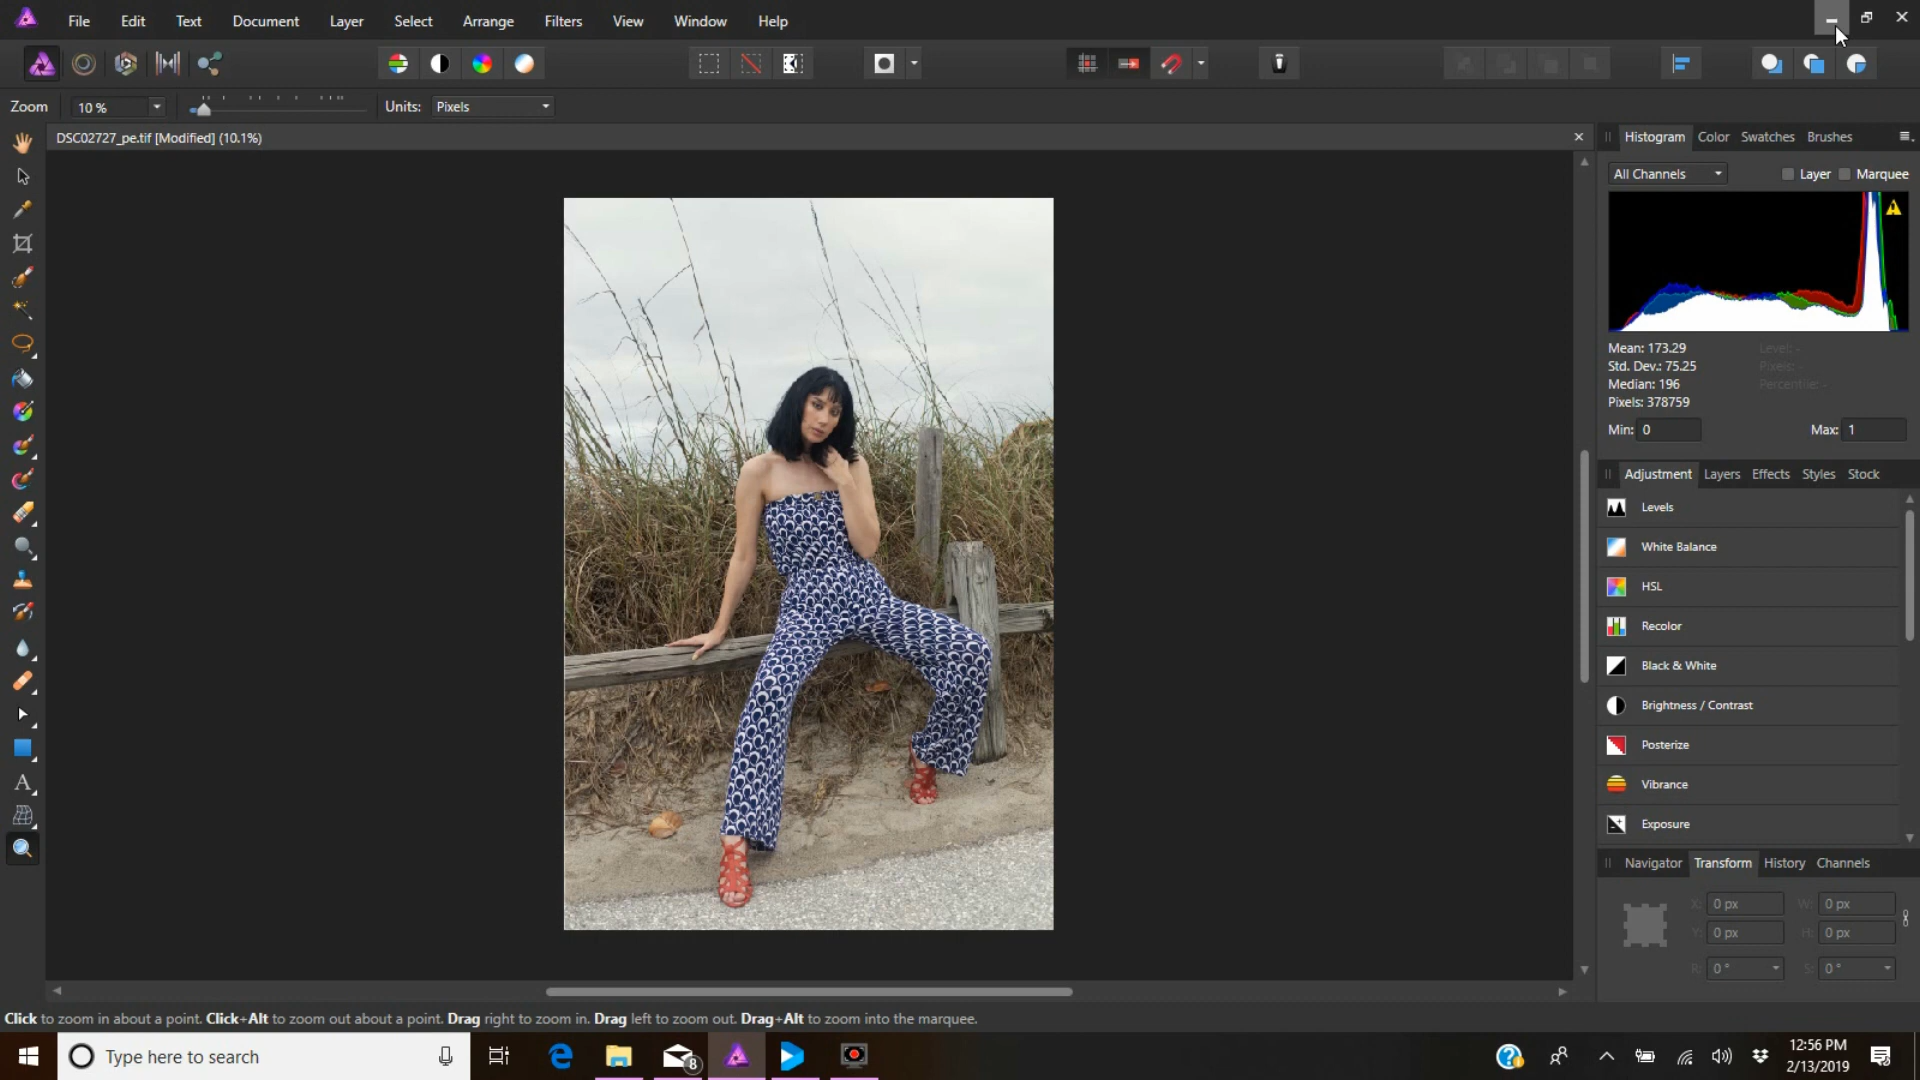 File Edit Text Document Layer Select Arrange Filters View Window Help
Zoom 10 % Units: Pixels
DSC02727_pe.tif [Modified] (10.1%)
Histogram Color Swatches Brushes
All Channels Layer Marquee
Mean: 173.29 Level: -
Std. Dev.: 75.25 Pixels: -
Median: 196 Percentile: -
Pixels: 378759
Min: 0 Max: 1
Adjustment Layers Effects Styles Stock
Levels
White Balance
HSL
Recolor
Black & White
Brightness / Contrast
Posterize
Vibrance
Exposure
Navigator Transform History Channels
X: 0 px W: 0 px
Y: 0 px H: 0 px
R: 0 ° S: 0 °
Click to zoom in about a point. Click+Alt to zoom out about a point. Drag right to zoom in. Drag left to zoom out. Drag+Alt to zoom into the marquee.
Type here to search
8
12:56 PM
2/13/2019